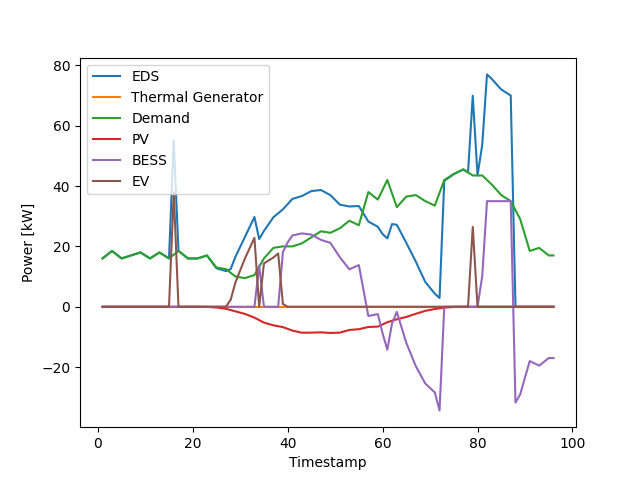 80
60
40
20
0
−20
Power [kW]
EDS
Thermal Generator
Demand
PV
BESS
EV
0
20
40
60
80
100
Timestamp